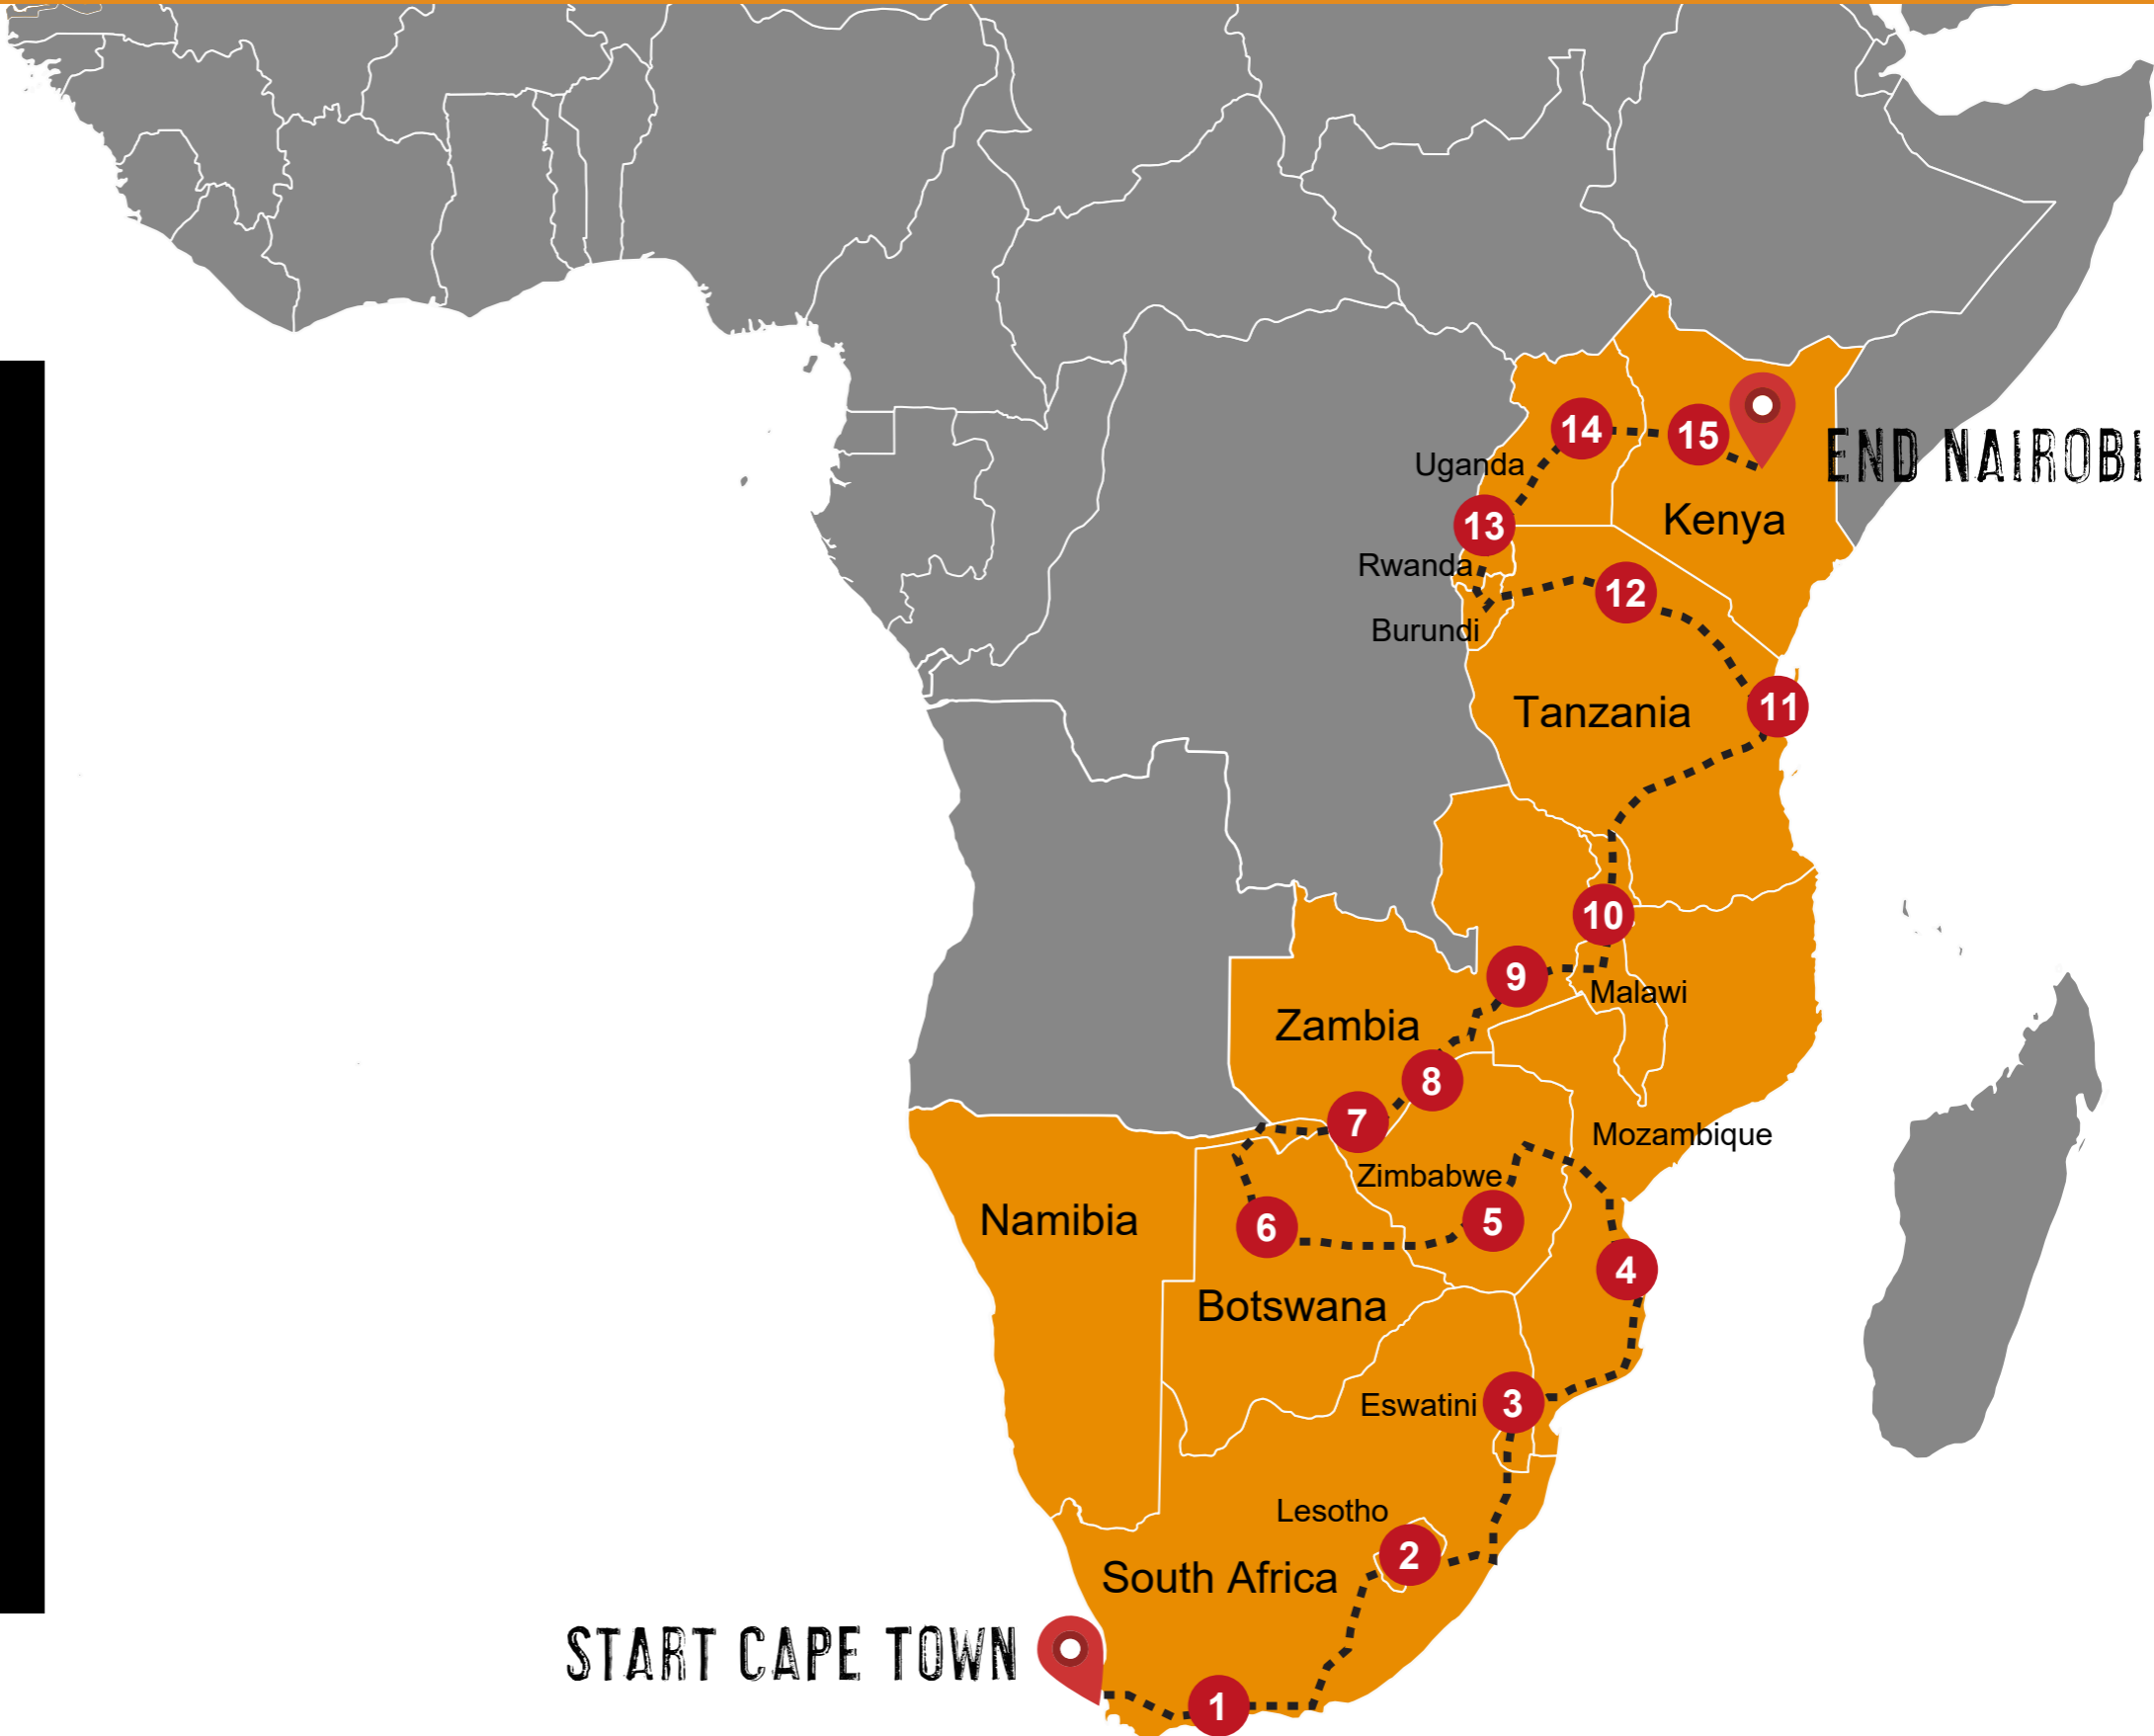 14
15
END NAIROBI
Uganda
13
Kenya
Rwanda
12
Burundi
11
Tanzania
10
9
Malawi
Zambia
8
7
Mozambique
Zimbabwe
Namibia
6
5
4
Botswana
3
Eswatini
Lesotho
2
South Africa
START CAPE TOWN
1